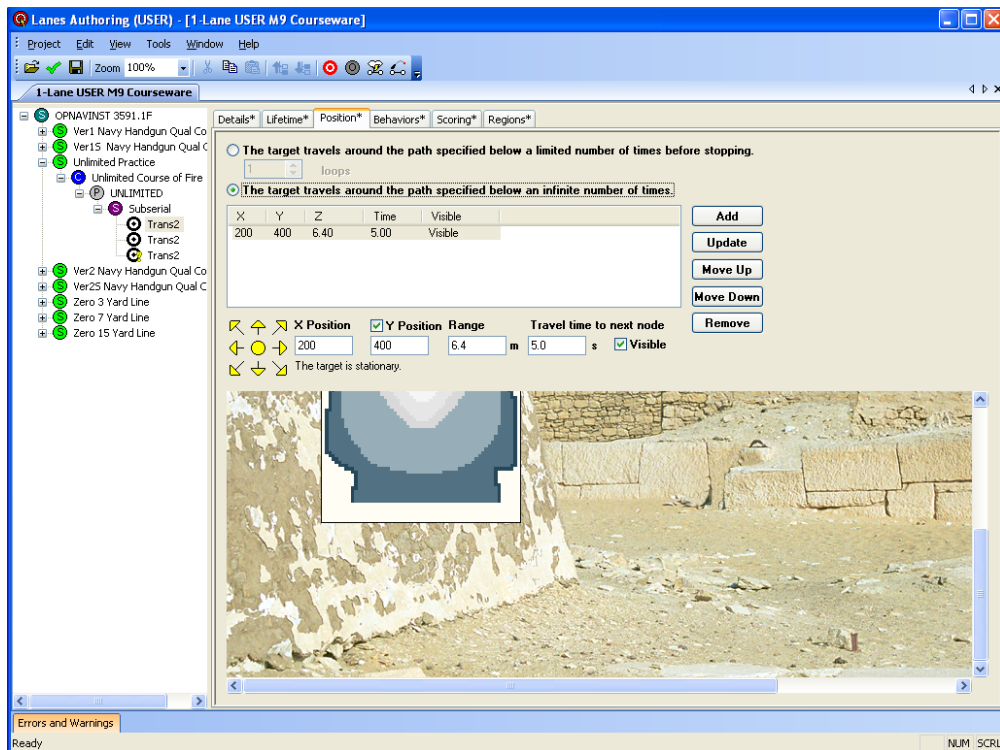 Lanes Authoring (USER) - [1-Lane USER M9 Courseware]
Project Edit View Tools Window Help
Zoom 100%
1-Lane USER M9 Courseware
OPNAVINST 3591.1F
Ver1 Navy Handgun Qual Co
Ver1S Navy Handgun Qual C
Unlimited Practice
Unlimited Course of Fire
UNLIMITED
Subserial
Trans2
Trans2
Trans2
Ver2 Navy Handgun Qual Co
Ver2S Navy Handgun Qual C
Zero 3 Yard Line
Zero 7 Yard Line
Zero 15 Yard Line
Details* Lifetime* Position* Behaviors* Scoring* Regions*
The target travels around the path specified below a limited number of times before stopping.
1 loops
The target travels around the path specified below an infinite number of times.
X Y Z Time Visible
200 400 6.40 5.00 Visible
Add
Update
Move Up
Move Down
Remove
X Position Y Position Range Travel time to next node
200 400 6.4 m 5.0 s Visible
The target is stationary.
Errors and Warnings
Ready NUM SCRL